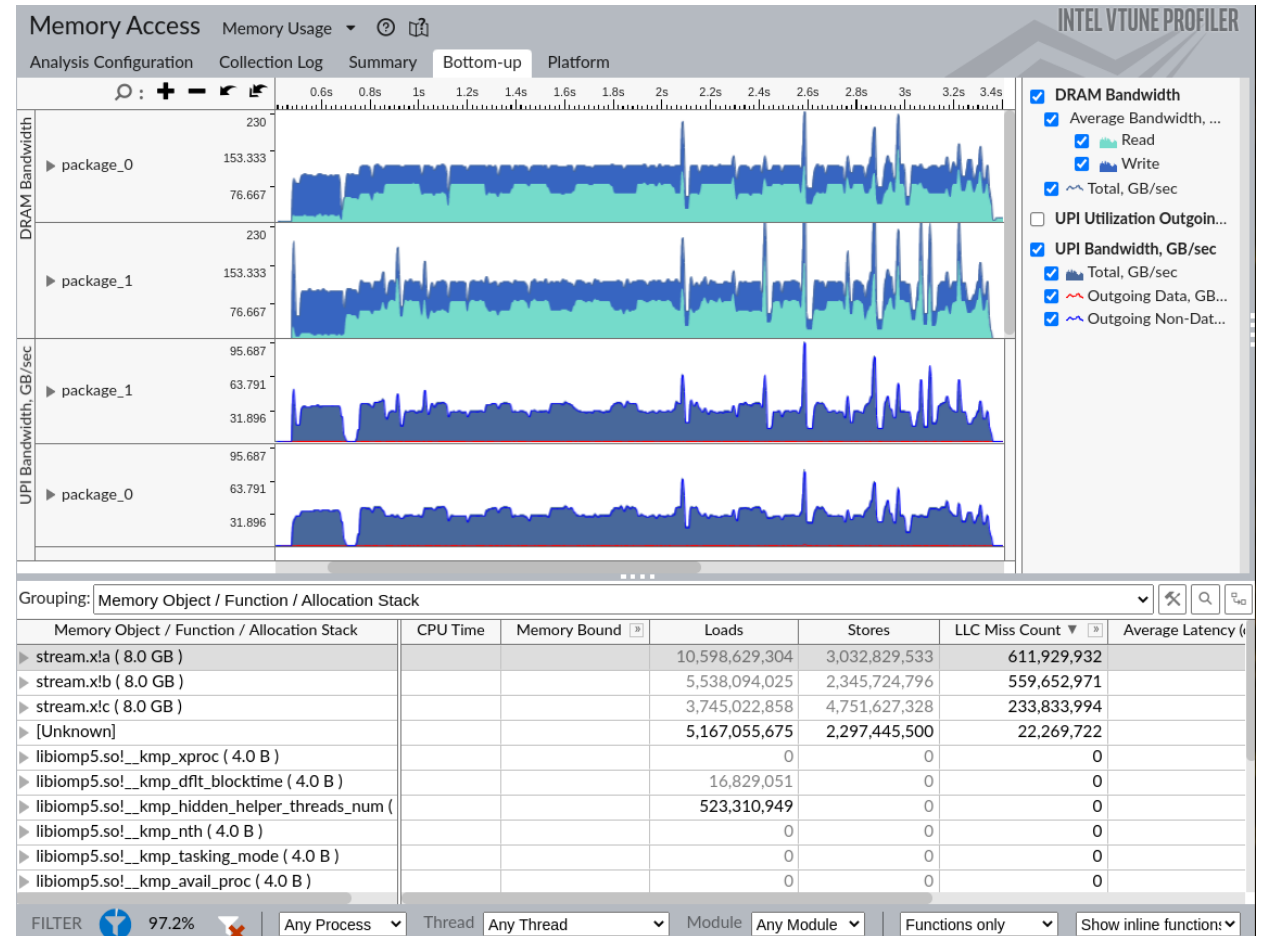 Memory Access Memory Usage
INTEL VTUNE PROFILER
Analysis Configuration Collection Log Summary Bottom-up Platform
0.6s 0.8s 1s 1.2s 1.4s 1.6s 1.8s 2s 2.2s 2.4s 2.6s 2.8s 3s 3.2s 3.4s
DRAM Bandwidth
package_0
230
153.333
76.667
package_1
230
153.333
76.667
UPI Bandwidth, GB/sec
package_1
95.687
63.791
31.896
package_0
95.687
63.791
31.896
DRAM Bandwidth
Average Bandwidth, ...
Read
Write
Total, GB/sec
UPI Utilization Outgoin...
UPI Bandwidth, GB/sec
Total, GB/sec
Outgoing Data, GB...
Outgoing Non-Dat...
Grouping: Memory Object / Function / Allocation Stack
Memory Object / Function / Allocation Stack CPU Time Memory Bound Loads Stores LLC Miss Count Average Latency (
stream.x!a ( 8.0 GB ) 10,598,629,304 3,032,829,533 611,929,932
stream.x!b ( 8.0 GB ) 5,538,094,025 2,345,724,796 559,652,971
stream.x!c ( 8.0 GB ) 3,745,022,858 4,751,627,328 233,833,994
[Unknown] 5,167,055,675 2,297,445,500 22,269,722
libiomp5.so!__kmp_xproc ( 4.0 B ) 0 0 0
libiomp5.so!__kmp_dflt_blocktime ( 4.0 B ) 16,829,051 0 0
libiomp5.so!__kmp_hidden_helper_threads_num ( 523,310,949 0 0
libiomp5.so!__kmp_nth ( 4.0 B ) 0 0 0
libiomp5.so!__kmp_tasking_mode ( 4.0 B ) 0 0 0
libiomp5.so!__kmp_avail_proc ( 4.0 B ) 0 0 0
FILTER 97.2% Any Process Thread Any Thread Module Any Module Functions only Show inline functions